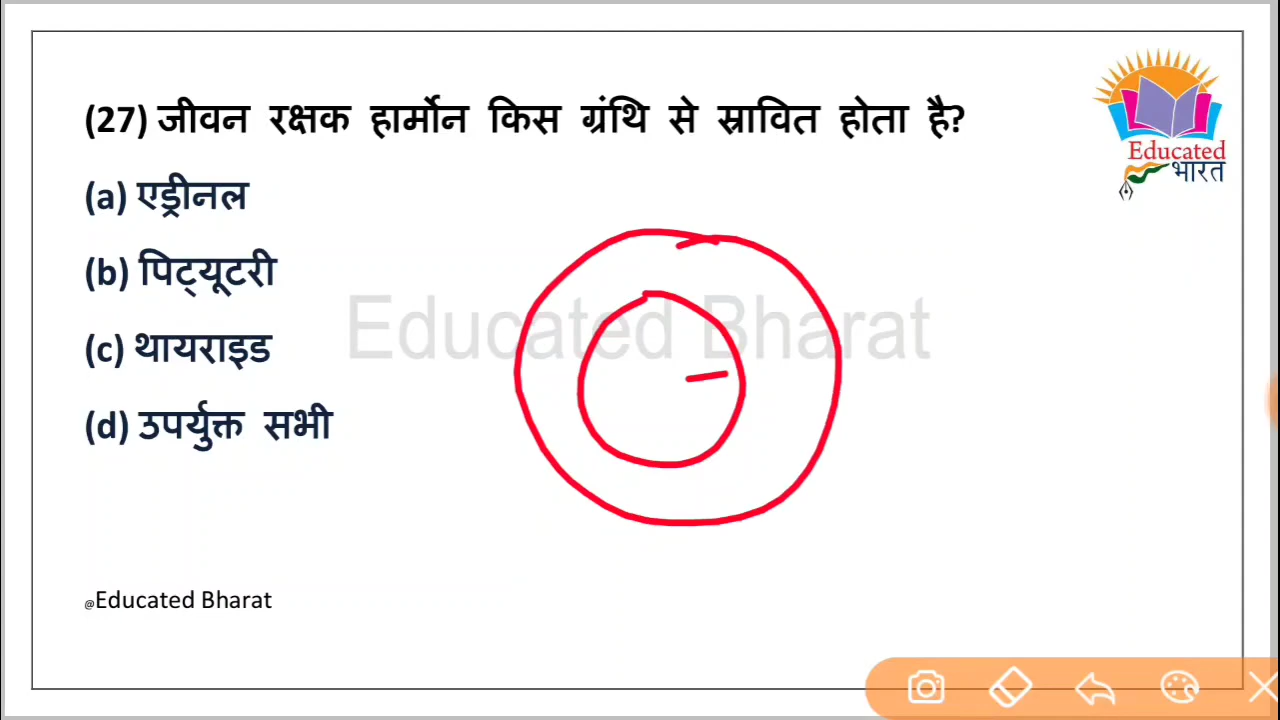 (27) जीवन रक्षक हार्मोन किस ग्रंथि से स्रावित होता है?
(a) एड्रीनल
(b) पिट्यूटरी
(c) थायराइड
(d) उपर्युक्त सभी
Educated Bharat
@Educated Bharat
Educated
भारत